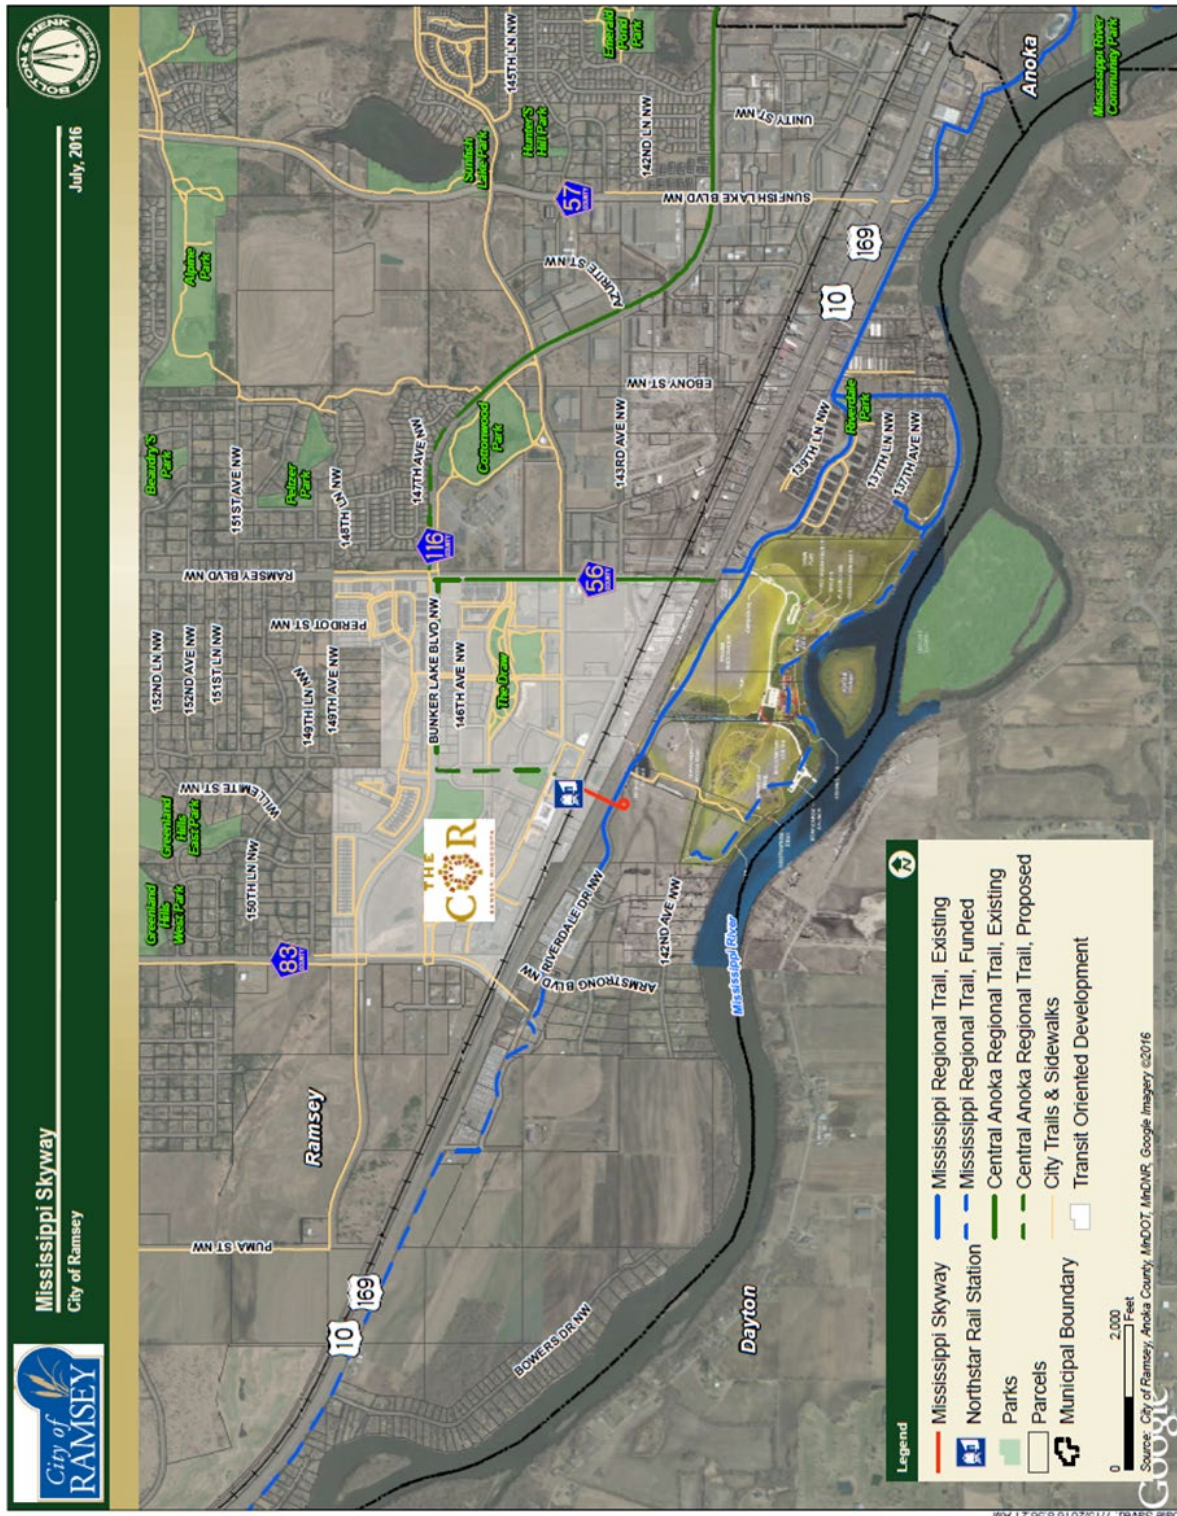 City of
RAMSEY
Mississippi Skyway
City of Ramsey
July, 2016
BOLTON & MENK
Beaudry'S
Park
Alpine
Park
Greenland
Hills
West Park
Greenland
Hills
East Park
Peltzer
Park
Sunfish
Lake Park
Hunter'S
Hill Park
Emerald
Pond
Park
Cottonwood
Park
The Draw
Riverdale
Park
Mississippi River
Community Park
152ND LN NW
152ND AVE NW
151ST LN NW
151ST AVE NW
150TH LN NW
149TH LN NW
149TH AVE NW
148TH LN NW
147TH AVE NW
146TH AVE NW
145TH LN NW
143RD AVE NW
142ND LN NW
142ND AVE NW
139TH LN NW
137TH LN NW
137TH AVE NW
PUMA ST NW
WILLEMITE ST NW
PERIDOT ST NW
RAMSEY BLVD NW
BUNKER LAKE BLVD NW
AZURITE ST NW
EBONY ST NW
SUNFISH LAKE BLVD NW
UNITY ST NW
RIVERDALE DR NW
ARMSTRONG BLVD NW
BOWERS DR NW
83
COUNTY
116
COUNTY
56
COUNTY
57
COUNTY
10
169
10
169
THE
COR
RAMSEY MINNESOTA
Ramsey
Anoka
Dayton
Mississippi River
Legend
N
Mississippi Skyway
Northstar Rail Station
Parks
Parcels
Municipal Boundary
Mississippi Regional Trail, Existing
Mississippi Regional Trail, Funded
Central Anoka Regional Trail, Existing
Central Anoka Regional Trail, Proposed
City Trails & Sidewalks
Transit Oriented Development
0
2,000
Feet
Source: City of Ramsey, Anoka County, MnDOT, MnDNR, Google Imagery ©2016
Google